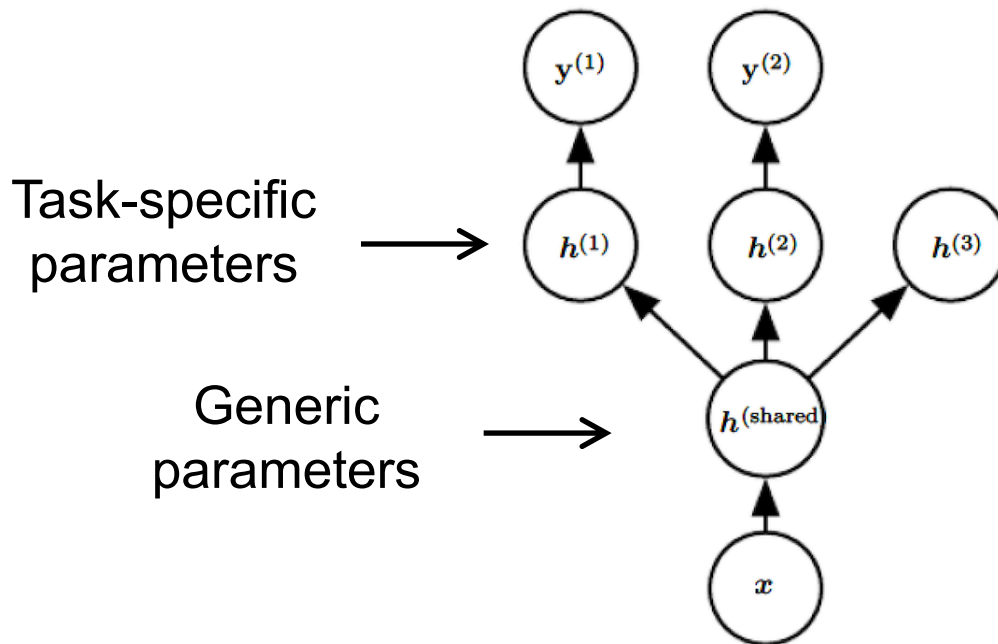 y(1)
y(2)
Task-specific
parameters
h(1)
h(2)
h(3)
Generic
parameters
h(shared)
x